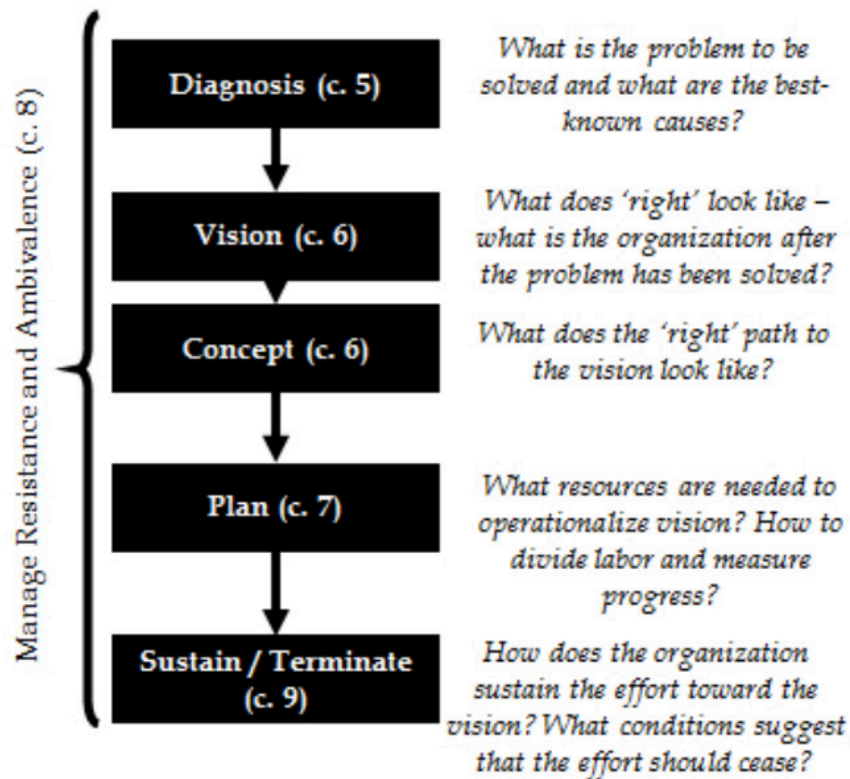 Manage Resistance and Ambivalence (c. 8)
Diagnosis (c. 5)
What is the problem to be
solved and what are the best-
known causes?
Vision (c. 6)
What does ‘right’ look like –
what is the organization after
the problem has been solved?
Concept (c. 6)
What does the ‘right’ path to
the vision look like?
Plan (c. 7)
What resources are needed to
operationalize vision? How to
divide labor and measure
progress?
Sustain / Terminate
(c. 9)
How does the organization
sustain the effort toward the
vision? What conditions suggest
that the effort should cease?